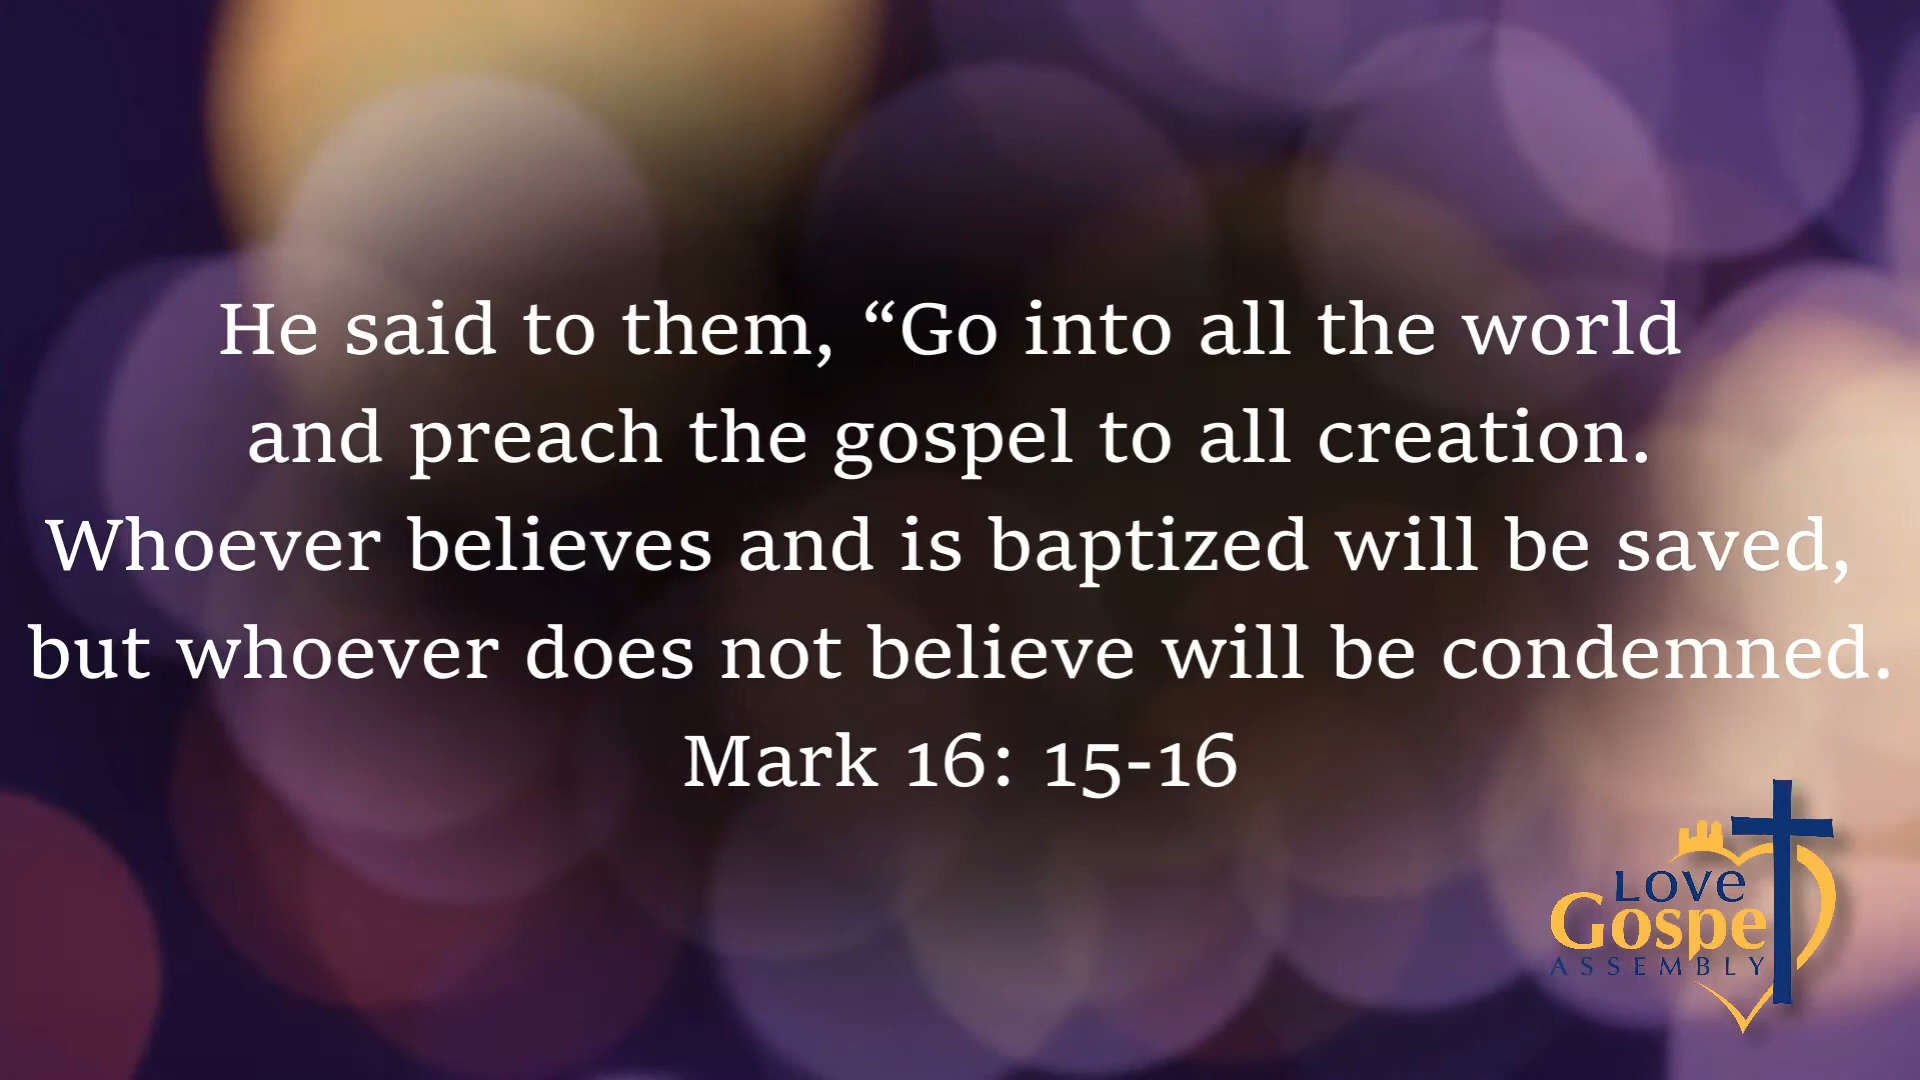 He said to them, “Go into all the world
and preach the gospel to all creation.
Whoever believes and is baptized will be saved,
but whoever does not believe will be condemned.
Mark 16: 15-16
LOVE
Gospel
ASSEMBLY